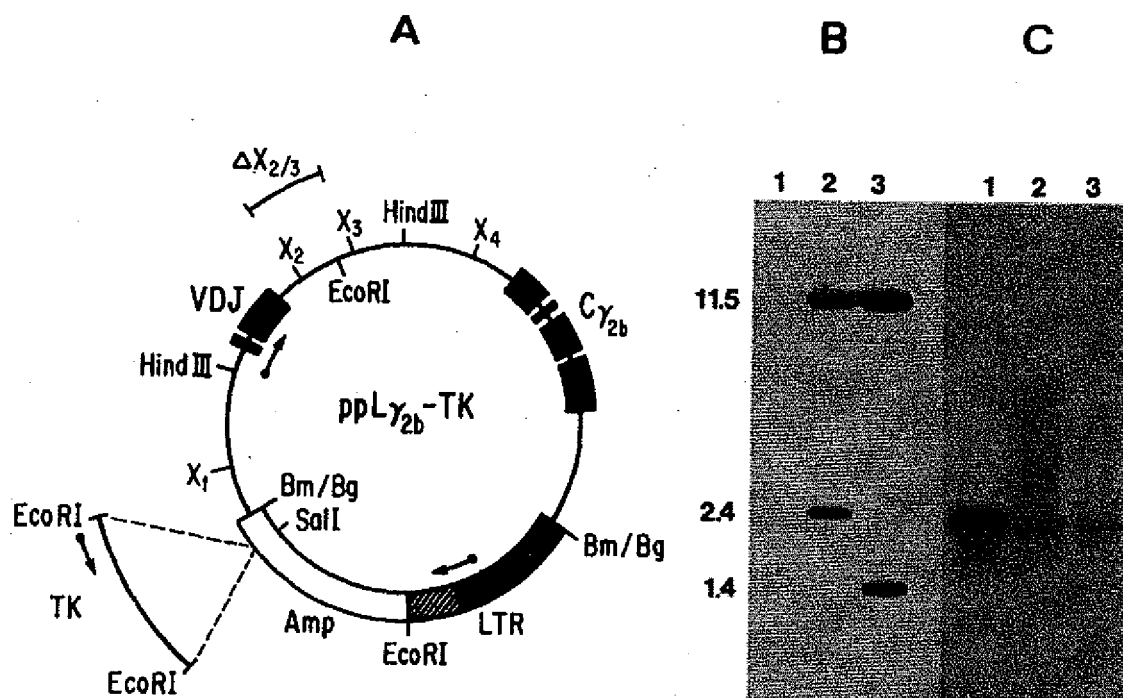 A
B
C
ΔX2/3
1 2 3
1 2 3
X2
X3
HindIII
X4
EcoRI
VDJ
Cγ2b
HindIII
ppLγ2b-TK
X1
Bm/Bg
SalI
Bm/Bg
EcoRI
TK
EcoRI
Amp
LTR
EcoRI
11.5
2.4
1.4